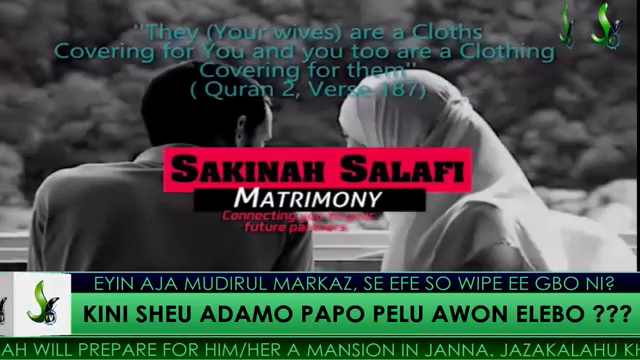 "They (Your wives) are a Cloths
Covering for You and you too are a Clothing
Covering for them"
( Quran 2, Verse 187)
SAKINAH SALAFI
MATRIMONY
Connecting you to your
future partners
EYIN AJA MUDIRUL MARKAZ, SE EFE SO WIPE EE GBO NI?
KINI SHEU ADAMO PAPO PELU AWON ELEBO ???
AH WILL PREPARE FOR HIM/HER A MANSION IN JANNA. JAZAKALAHU KH